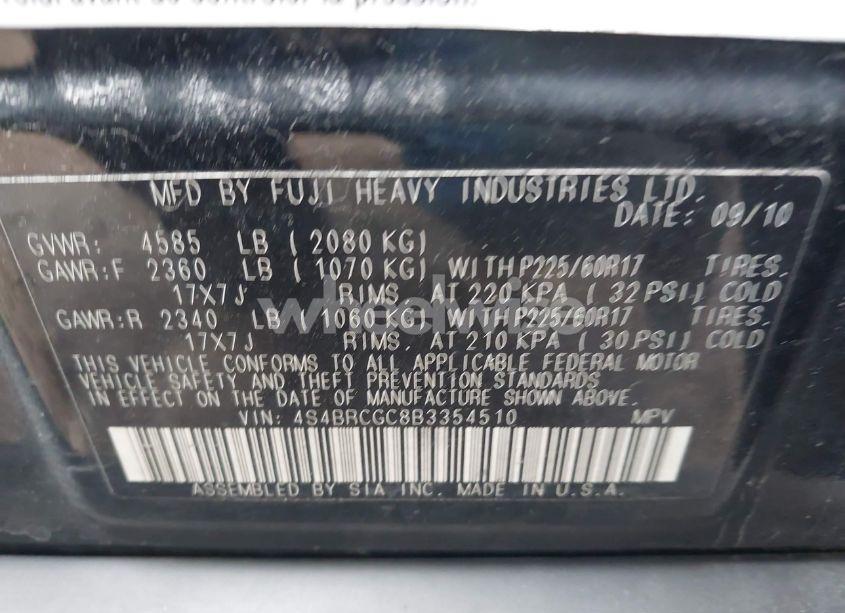 MFD BY FUJI HEAVY INDUSTRIES LTD.
DATE: 09/10
GVWR: 4585 LB ( 2080 KG)
GAWR:F 2360 LB ( 1070 KG) WITH P225/60R17 TIRES,
17X7J RIMS, AT 220 KPA ( 32 PSI) COLD
GAWR:R 2340 LB ( 1060 KG) WITH P225/60R17 TIRES,
17X7J RIMS, AT 210 KPA ( 30 PSI) COLD
THIS VEHICLE CONFORMS TO ALL APPLICABLE FEDERAL MOTOR
VEHICLE SAFETY AND THEFT PREVENTION STANDARDS
IN EFFECT ON THE DATE OF MANUFACTURE SHOWN ABOVE.
VIN: 4S4BRCGC8B3354510 MPV
ASSEMBLED BY SIA INC. MADE IN U.S.A.